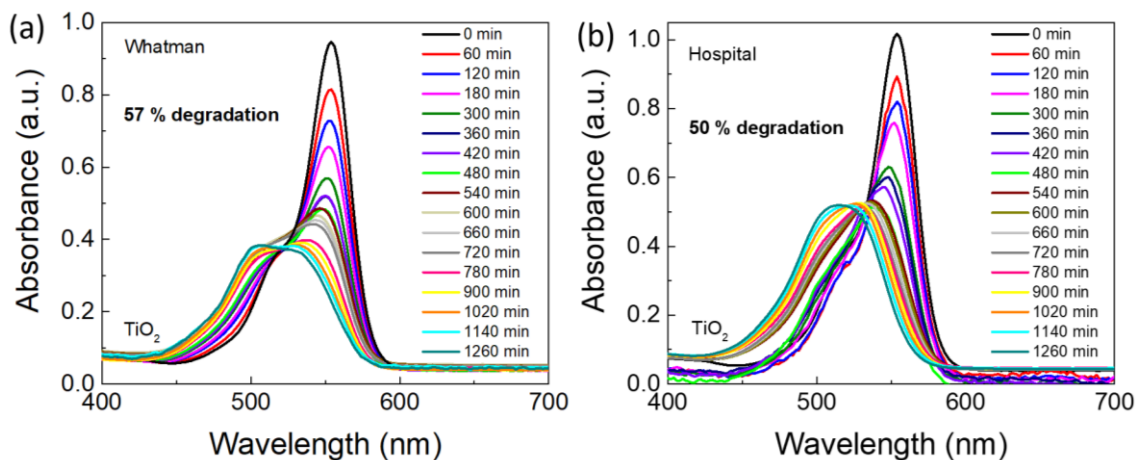 (a)
Whatman
57 % degradation
TiO2
0 min
60 min
120 min
180 min
300 min
360 min
420 min
480 min
540 min
600 min
660 min
720 min
780 min
900 min
1020 min
1140 min
1260 min
Absorbance (a.u.)
1.0
0.8
0.6
0.4
0.2
0.0
400
500
600
700
Wavelength (nm)
(b)
Hospital
50 % degradation
TiO2
0 min
60 min
120 min
180 min
300 min
360 min
420 min
480 min
540 min
600 min
660 min
720 min
780 min
900 min
1020 min
1140 min
1260 min
Absorbance (a.u.)
1.0
0.8
0.6
0.4
0.2
0.0
400
500
600
700
Wavelength (nm)